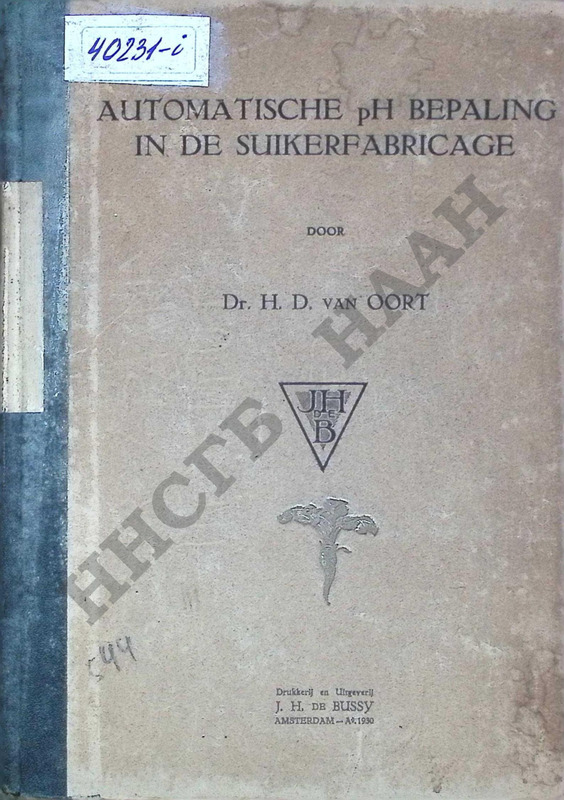 40231-i
AUTOMATISCHE pH BEPALING
IN DE SUIKERFABRICAGE
DOOR
Dr. H. D. VAN OORT
JH
DE
B
ННСГБ НААН
544
Drukkerij en Uitgeverij
J. H. DE BUSSY
AMSTERDAM — A°. 1930